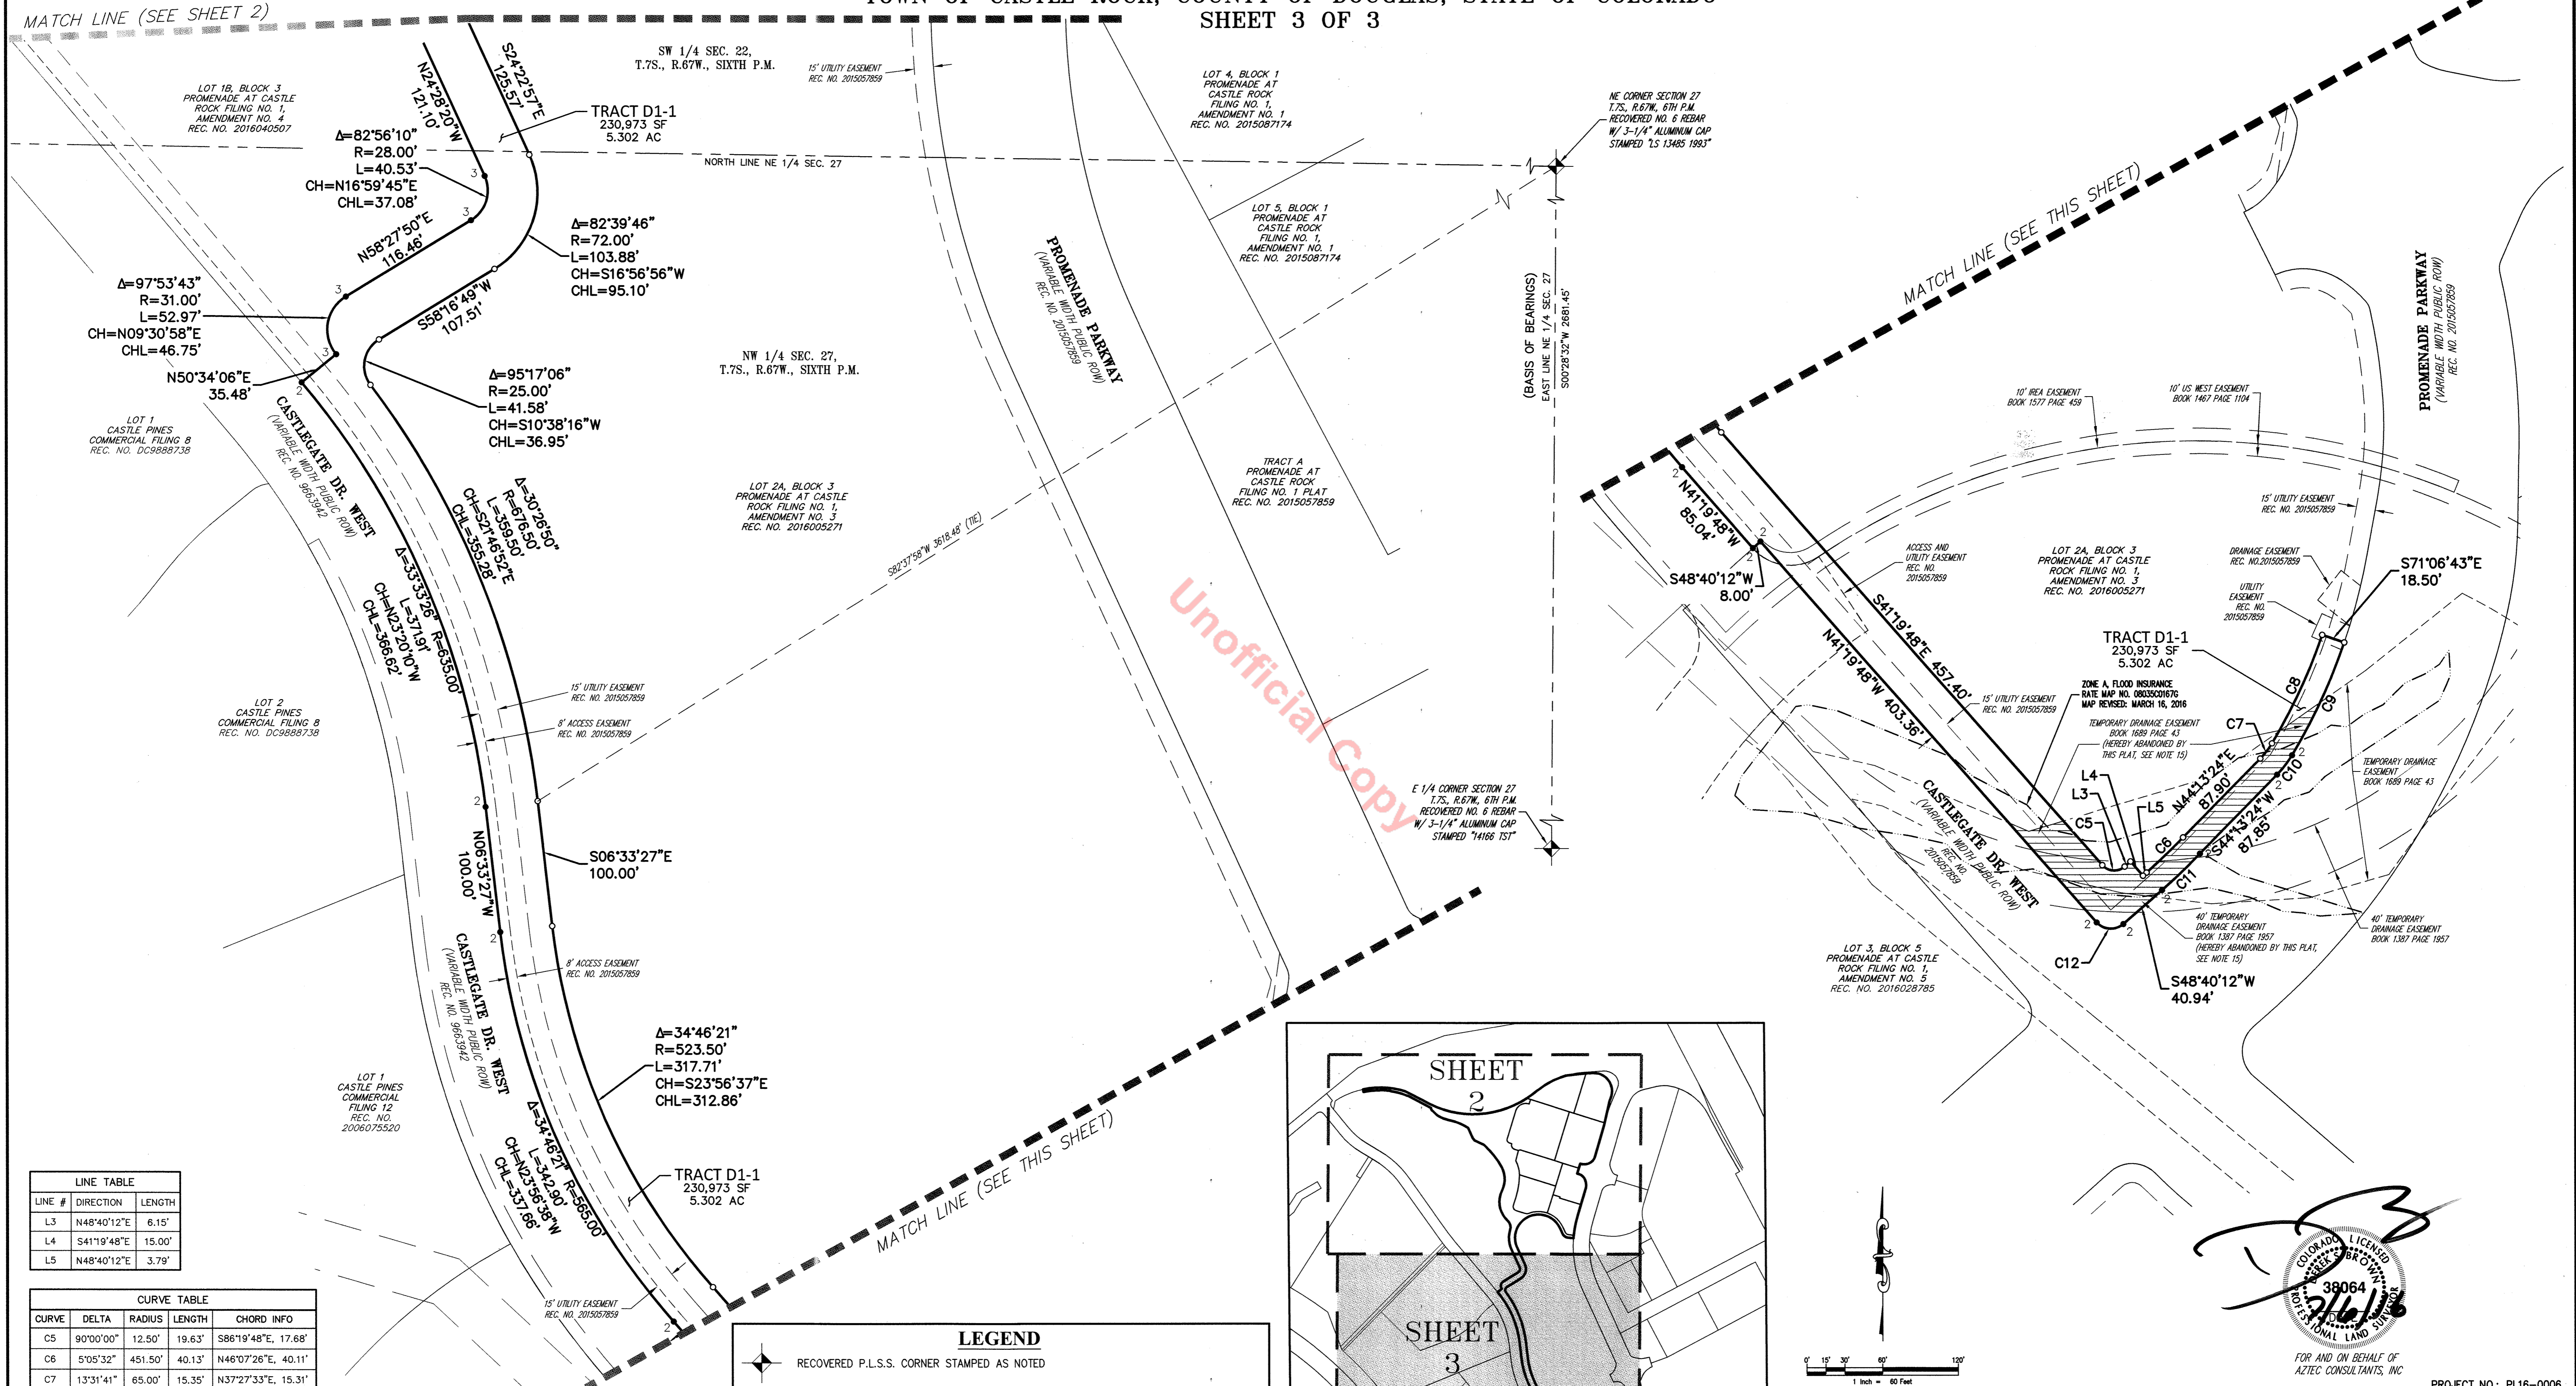 TOWN OF CASTLE ROCK, COUNTY OF DOUGLAS, STATE OF COLORADO
SHEET 3 OF 3
MATCH LINE (SEE SHEET 2)
LOT 1B, BLOCK 3
PROMENADE AT CASTLE
ROCK FILING NO. 1,
AMENDMENT NO. 4
REC. NO. 2016040507
N24°28'20"W
121.10'
S24°22'57"E
125.57'
SW 1/4 SEC. 22,
T.7S., R.67W., SIXTH P.M.
TRACT D1-1
230,973 SF
5.302 AC
15' UTILITY EASEMENT
REC. NO. 2015057859
LOT 4, BLOCK 1
PROMENADE AT
CASTLE ROCK
FILING NO. 1,
AMENDMENT NO. 1
REC. NO. 2015087174
NE CORNER SECTION 27
T.7S., R.67W., 6TH P.M.
RECOVERED NO. 6 REBAR
W/ 3-1/4" ALUMINUM CAP
STAMPED "LS 13485 1993"
NORTH LINE NE 1/4 SEC. 27
Δ=82°56'10"
R=28.00'
L=40.53'
CH=N16°59'45"E
CHL=37.08'
3
3
Δ=82°39'46"
R=72.00'
L=103.88'
CH=S16°56'56"W
CHL=95.10'
N58°27'50"E
116.46'
S58°16'49"W
107.51'
Δ=97°53'43"
R=31.00'
L=52.97'
CH=N09°30'58"E
CHL=46.75'
3
3
N50°34'06"E
35.48'
2
Δ=95°17'06"
R=25.00'
L=41.58'
CH=S10°38'16"W
CHL=36.95'
NW 1/4 SEC. 27,
T.7S., R.67W., SIXTH P.M.
LOT 5, BLOCK 1
PROMENADE AT
CASTLE ROCK
FILING NO. 1,
AMENDMENT NO. 1
REC. NO. 2015087174
PROMENADE PARKWAY
(VARIABLE WIDTH PUBLIC ROW)
REC. NO. 2015057859
(BASIS OF BEARINGS)
EAST LINE NE 1/4 SEC. 27
S00°28'32"W 2681.45'
LOT 1
CASTLE PINES
COMMERCIAL FILING 8
REC. NO. DC9888738
CASTLEGATE DR. WEST
(VARIABLE WIDTH PUBLIC ROW)
REC. NO. 9663942
Δ=30°26'50"
R=676.50'
L=359.50'
CH=S21°46'52"E
CHL=355.28'
LOT 2A, BLOCK 3
PROMENADE AT CASTLE
ROCK FILING NO. 1,
AMENDMENT NO. 3
REC. NO. 2016005271
TRACT A
PROMENADE AT
CASTLE ROCK
FILING NO. 1 PLAT
REC. NO. 2015057859
S82°37'58"W 3618.48' (TIE)
Δ=33°33'26" R=635.00'
L=371.91'
CH=N23°20'10"W
CHL=366.62'
LOT 2
CASTLE PINES
COMMERCIAL FILING 8
REC. NO. DC9888738
15' UTILITY EASEMENT
REC. NO. 2015057859
8' ACCESS EASEMENT
REC. NO. 2015057859
2
N06°33'27"W
100.00'
S06°33'27"E
100.00'
2
E 1/4 CORNER SECTION 27
T.7S., R.67W., 6TH P.M.
RECOVERED NO. 6 REBAR
W/ 3-1/4" ALUMINUM CAP
STAMPED "14166 TST"
Unofficial Copy
8' ACCESS EASEMENT
REC. NO. 2015057859
CASTLEGATE DR. WEST
(VARIABLE WIDTH PUBLIC ROW)
REC. NO. 9663942
Δ=34°46'21"
R=523.50'
L=317.71'
CH=S23°56'37"E
CHL=312.86'
LOT 1
CASTLE PINES
COMMERCIAL
FILING 12
REC. NO.
2006075520
Δ=34°46'21" R=565.00'
L=342.90'
CH=N23°56'38"W
CHL=337.66'
TRACT D1-1
230,973 SF
5.302 AC
MATCH LINE (SEE THIS SHEET)
15' UTILITY EASEMENT
REC. NO. 2015057859
2
MATCH LINE (SEE THIS SHEET)
PROMENADE PARKWAY
(VARIABLE WIDTH PUBLIC ROW)
REC. NO. 2015057859
10' IREA EASEMENT
BOOK 1577 PAGE 459
10' US WEST EASEMENT
BOOK 1467 PAGE 1104
2
N41°19'48"W
85.04'
2
2
S48°40'12"W
8.00'
15' UTILITY EASEMENT
REC. NO. 2015057859
ACCESS AND
UTILITY EASEMENT
REC. NO.
2015057859
LOT 2A, BLOCK 3
PROMENADE AT CASTLE
ROCK FILING NO. 1,
AMENDMENT NO. 3
REC. NO. 2016005271
DRAINAGE EASEMENT
REC. NO.2015057859
UTILITY
EASEMENT
REC. NO.
2015057859
S71°06'43"E
18.50'
S41°19'48"E 457.40'
N41°19'48"W 403.36'
TRACT D1-1
230,973 SF
5.302 AC
15' UTILITY EASEMENT
REC. NO. 2015057859
ZONE A, FLOOD INSURANCE
RATE MAP NO. 08035C0167G
MAP REVISED: MARCH 16, 2016
TEMPORARY DRAINAGE EASEMENT
BOOK 1689 PAGE 43
(HEREBY ABANDONED BY
THIS PLAT, SEE NOTE 15)
C8
C9
C7
2
C10
2
N44°13'24"E
87.90'
S44°13'24"W
87.85'
TEMPORARY DRAINAGE
EASEMENT
BOOK 1689 PAGE 43
L4
L3
L5
C5
C6
2
C11
2
CASTLEGATE DR. WEST
(VARIABLE WIDTH PUBLIC ROW)
REC. NO.
2015057859
2
2
C12
40' TEMPORARY
DRAINAGE EASEMENT
BOOK 1387 PAGE 1957
(HEREBY ABANDONED BY THIS PLAT,
SEE NOTE 15)
40' TEMPORARY
DRAINAGE EASEMENT
BOOK 1387 PAGE 1957
S48°40'12"W
40.94'
LOT 3, BLOCK 5
PROMENADE AT CASTLE
ROCK FILING NO. 1,
AMENDMENT NO. 5
REC. NO. 2016028785
LINE TABLE
LINE # DIRECTION LENGTH
L3 N48°40'12"E 6.15'
L4 S41°19'48"E 15.00'
L5 N48°40'12"E 3.79'
CURVE TABLE
CURVE DELTA RADIUS LENGTH CHORD INFO
C5 90°00'00" 12.50' 19.63' S86°19'48"E, 17.68'
C6 5°05'32" 451.50' 40.13' N46°07'26"E, 40.11'
C7 13°31'41" 65.00' 15.35' N37°27'33"E, 15.31'
LEGEND
RECOVERED P.L.S.S. CORNER STAMPED AS NOTED
SHEET
2
SHEET
3
0' 15' 30' 60' 120'
1 Inch = 60 Feet
COLORADO LICENSED
DEREK S. BROWN
38064
PROFESSIONAL LAND SURVEYOR
FOR AND ON BEHALF OF
AZTEC CONSULTANTS, INC
PROJECT NO.: PL16-0006